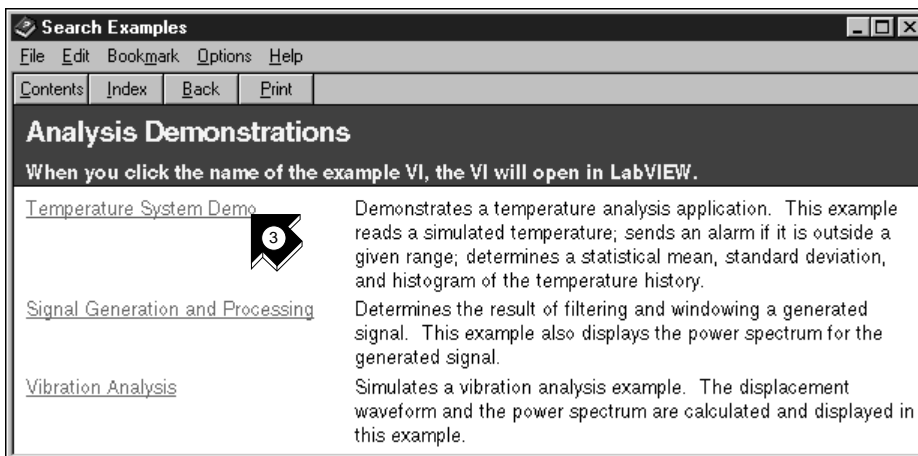 Search Examples
File Edit Bookmark Options Help
Contents Index Back Print
Analysis Demonstrations
When you click the name of the example VI, the VI will open in LabVIEW.
Temperature System Demo
3
Demonstrates a temperature analysis application. This example
reads a simulated temperature; sends an alarm if it is outside a
given range; determines a statistical mean, standard deviation,
and histogram of the temperature history.
Signal Generation and Processing
Determines the result of filtering and windowing a generated
signal. This example also displays the power spectrum for the
generated signal.
Vibration Analysis
Simulates a vibration analysis example. The displacement
waveform and the power spectrum are calculated and displayed in
this example.